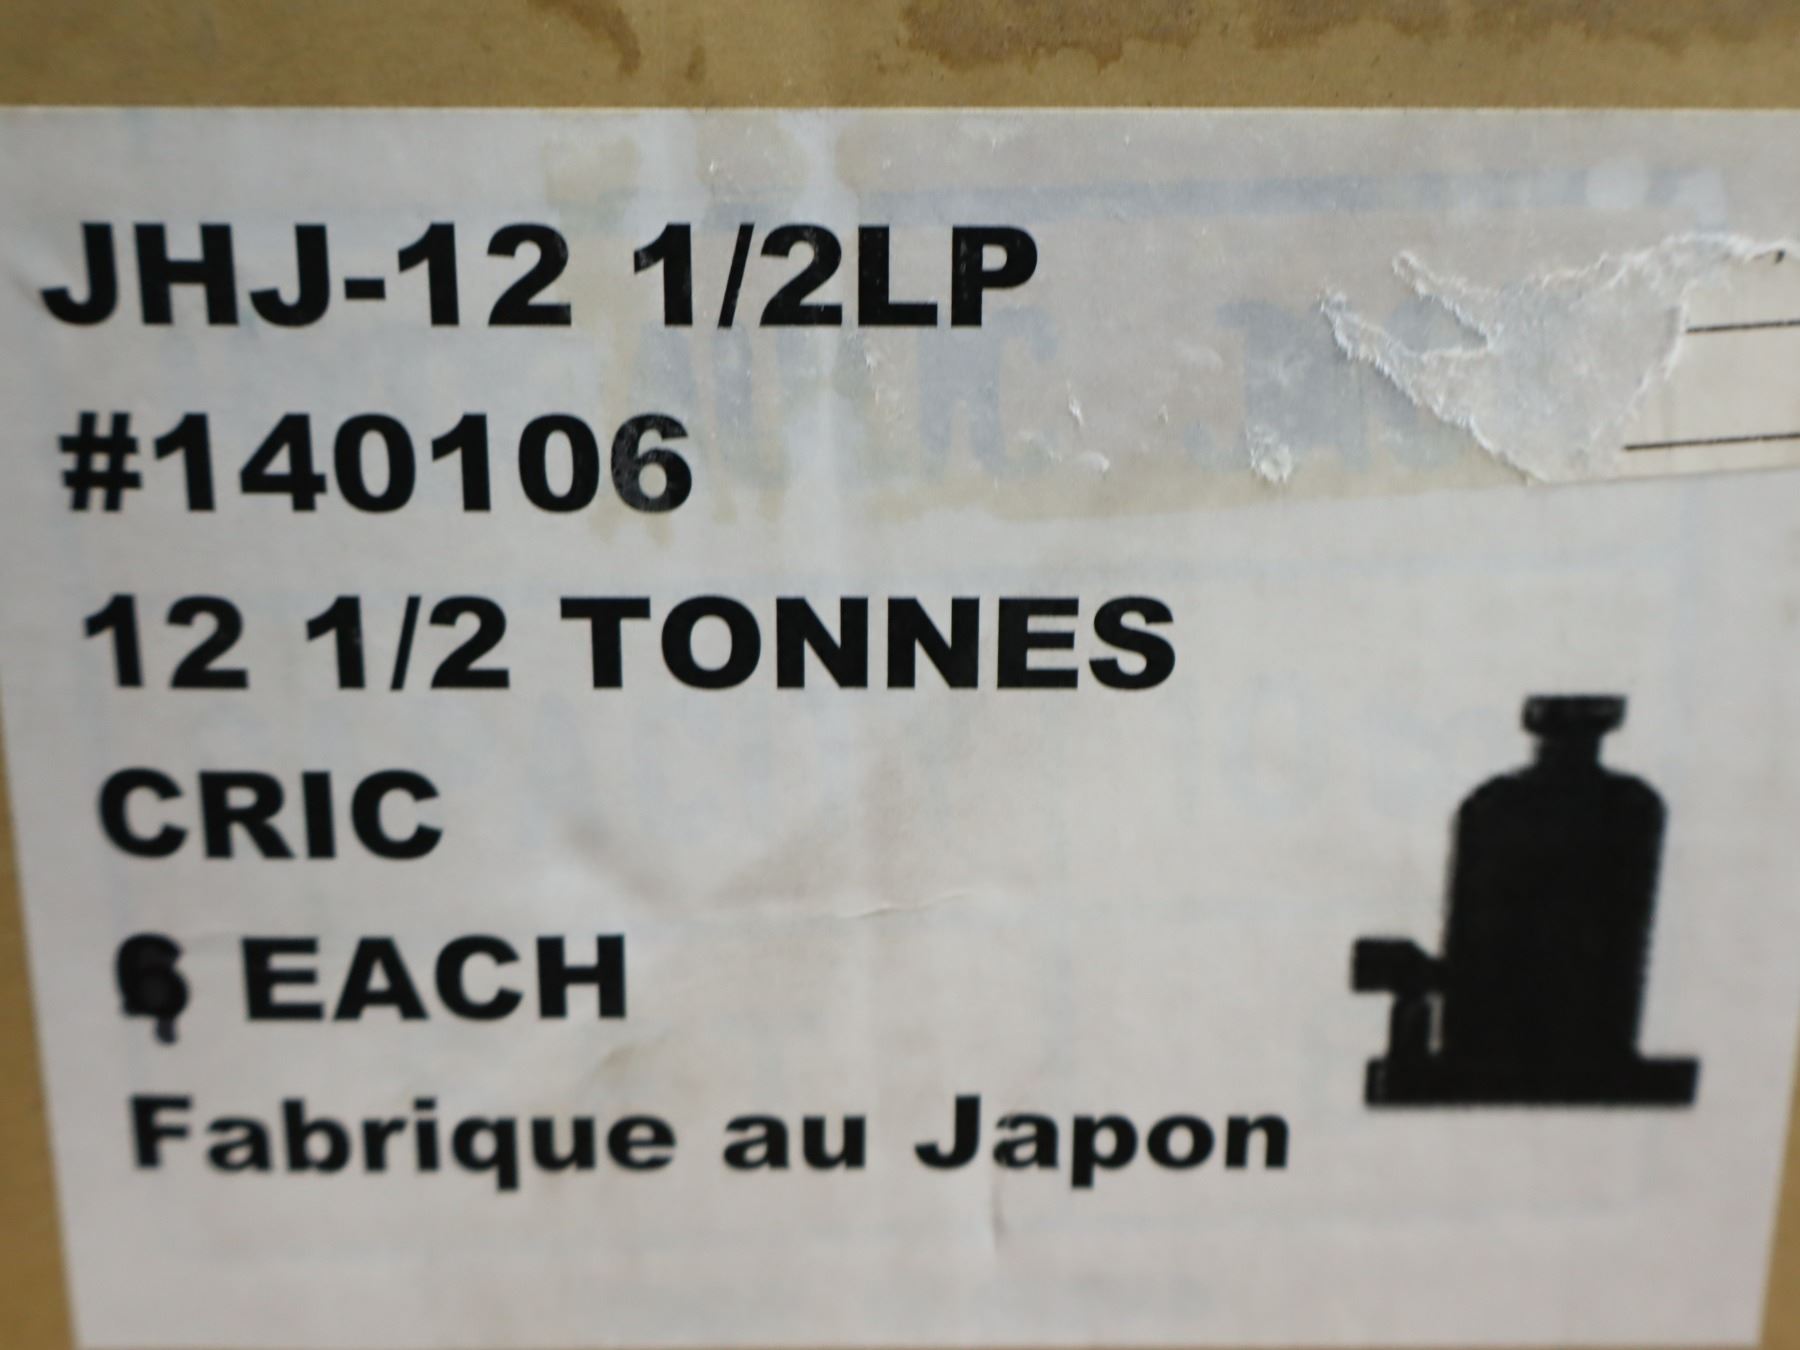 JHJ-12 1/2LP
#140106
12 1/2 TONNES
CRIC
EACH
Fabrique au Japon